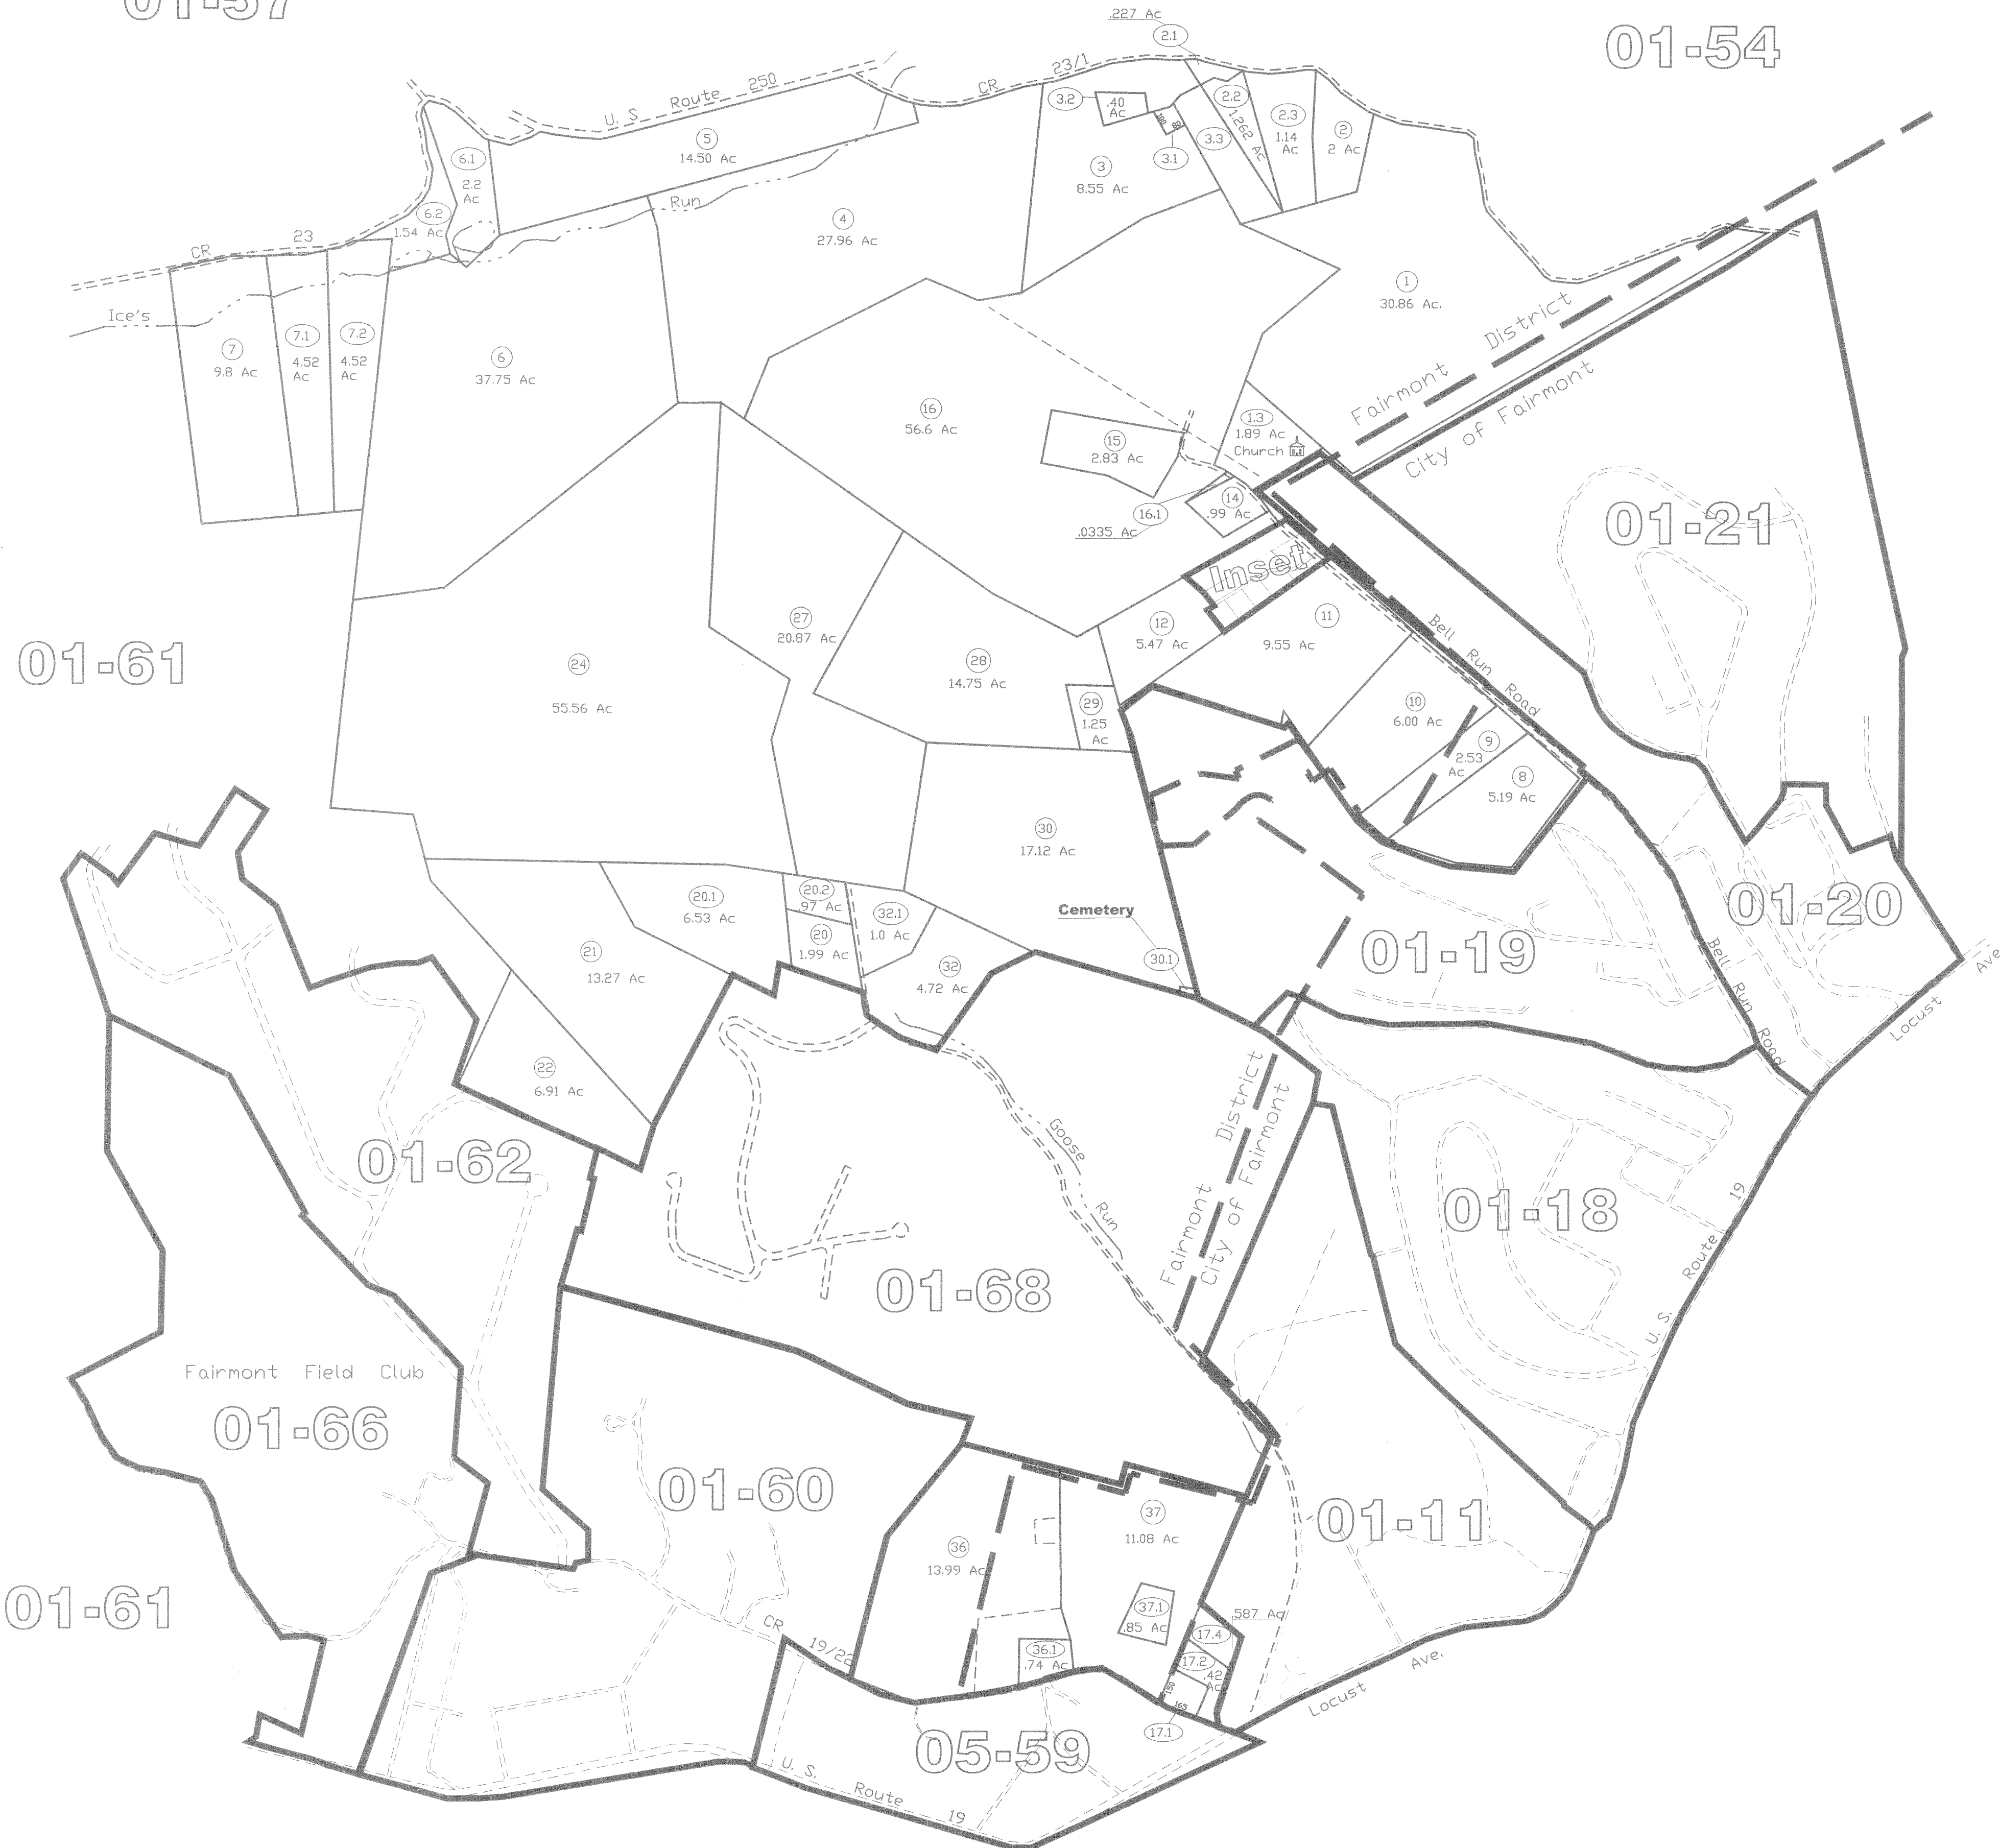 01-57
.227 Ac
2.1
01-54
U. S. Route 250
CR 23/1
3.2
.40
Ac
100
80
3.1
2.2
1.262 Ac
3.3
2.3
1.14
Ac
2
2 Ac
5
14.50 Ac
3
8.55 Ac
6.1
2.2
Ac
6.2
1.54 Ac
Run
4
27.96 Ac
CR 23
Ice's
7
9.8 Ac
7.1
4.52
Ac
7.2
4.52
Ac
6
37.75 Ac
1
30.86 Ac.
Fairmont District
City of Fairmont
16
56.6 Ac
15
2.83 Ac
1.3
1.89 Ac
Church
14
.99 Ac
16.1
.0335 Ac
01-21
Inset
01-61
27
20.87 Ac
12
5.47 Ac
11
9.55 Ac
Bell Run Road
24
55.56 Ac
28
14.75 Ac
29
1.25
Ac
10
6.00 Ac
9
2.53
Ac
8
5.19 Ac
30
17.12 Ac
20.1
6.53 Ac
20.2
.97 Ac
20
1.99 Ac
32.1
1.0 Ac
32
4.72 Ac
Cemetery
30.1
01-19
01-20
Bell Run Road
Locust Ave
21
13.27 Ac
22
6.91 Ac
01-62
Goose Run
Fairmont District
City of Fairmont
01-18
U. S. Route 19
01-68
Fairmont Field Club
01-66
01-60
36
13.99 Ac
37
11.08 Ac
01-11
01-61
37.1
.85 Ac
.587 Ac
17.4
17.2
.42
Ac
150
165
17.1
36.1
.74 Ac
CR 19/22
Locust Ave.
05-59
U. S. Route 19